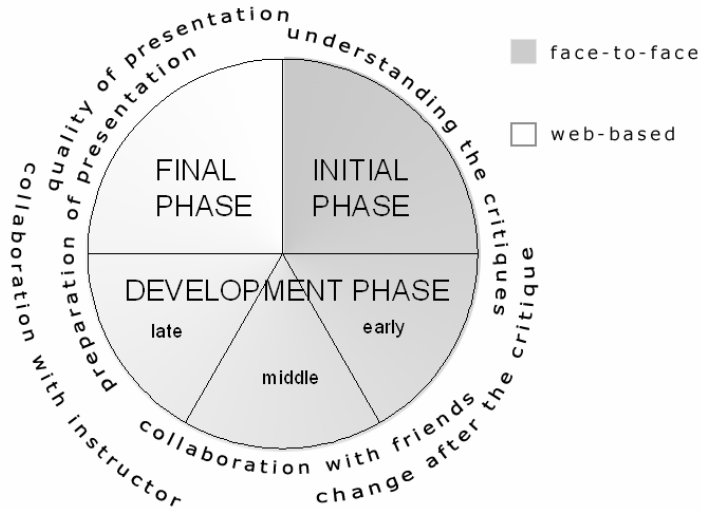 quality of presentation
understanding the critiques
face-to-face
web-based
preparation of presentation
collaboration with instructor
FINAL
PHASE
INITIAL
PHASE
DEVELOPMENT PHASE
late
early
middle
collaboration with friends
change after the critique